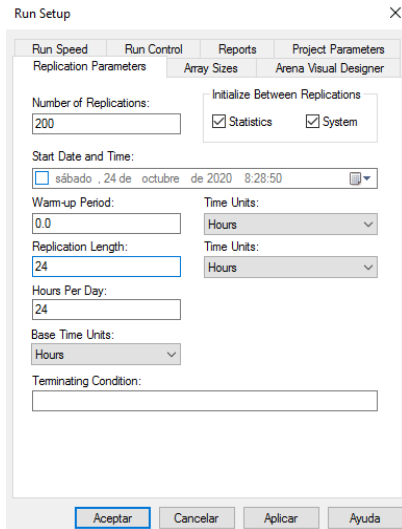 Run Setup
Run Speed Run Control Reports Project Parameters
Replication Parameters Array Sizes Arena Visual Designer
Number of Replications:
200
Initialize Between Replications
Statistics System
Start Date and Time:
sábado , 24 de octubre de 2020 8:28:50
Warm-up Period: Time Units:
0.0 Hours
Replication Length: Time Units:
24 Hours
Hours Per Day:
24
Base Time Units:
Hours
Terminating Condition:
Aceptar Cancelar Aplicar Ayuda